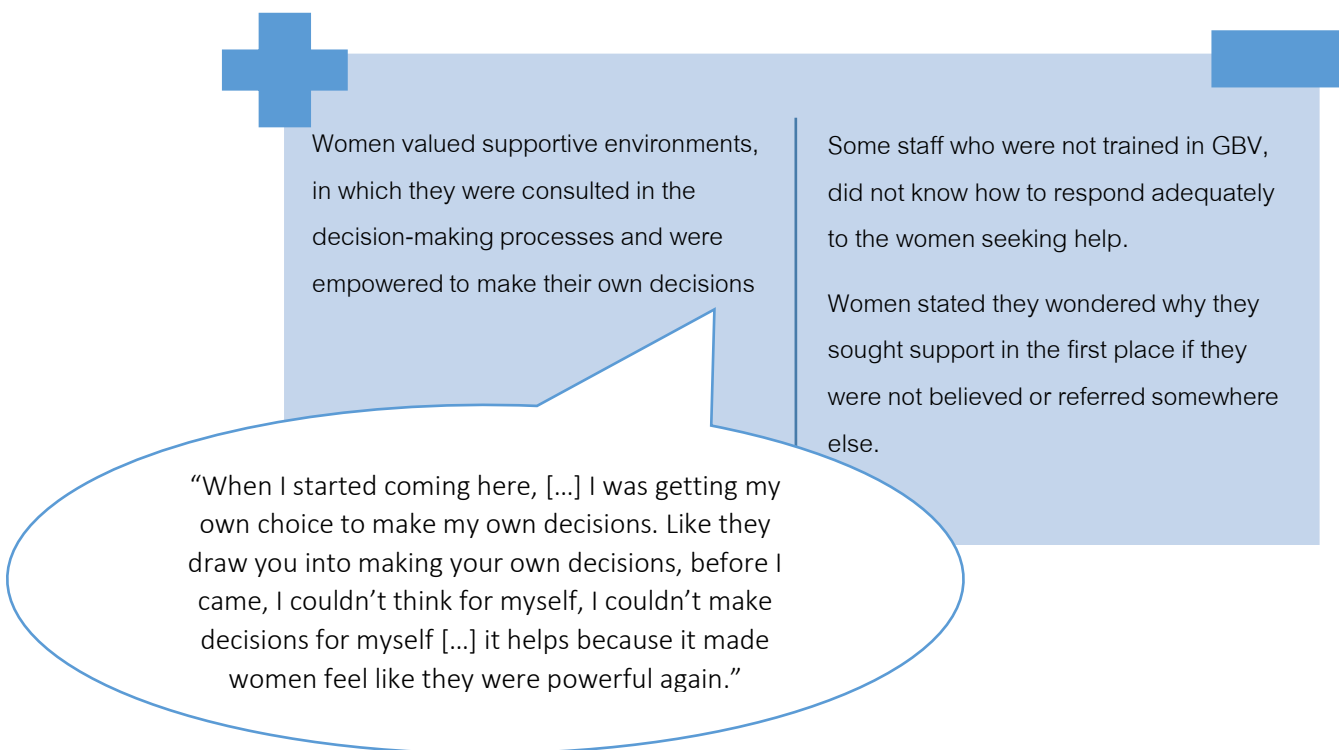 Women valued supportive environments,
in which they were consulted in the
decision-making processes and were
empowered to make their own decisions
Some staff who were not trained in GBV,
did not know how to respond adequately
to the women seeking help.
Women stated they wondered why they
sought support in the first place if they
were not believed or referred somewhere
else.
“When I started coming here, [...] I was getting my
own choice to make my own decisions. Like they
draw you into making your own decisions, before I
came, I couldn’t think for myself, I couldn’t make
decisions for myself [...] it helps because it made
women feel like they were powerful again.”